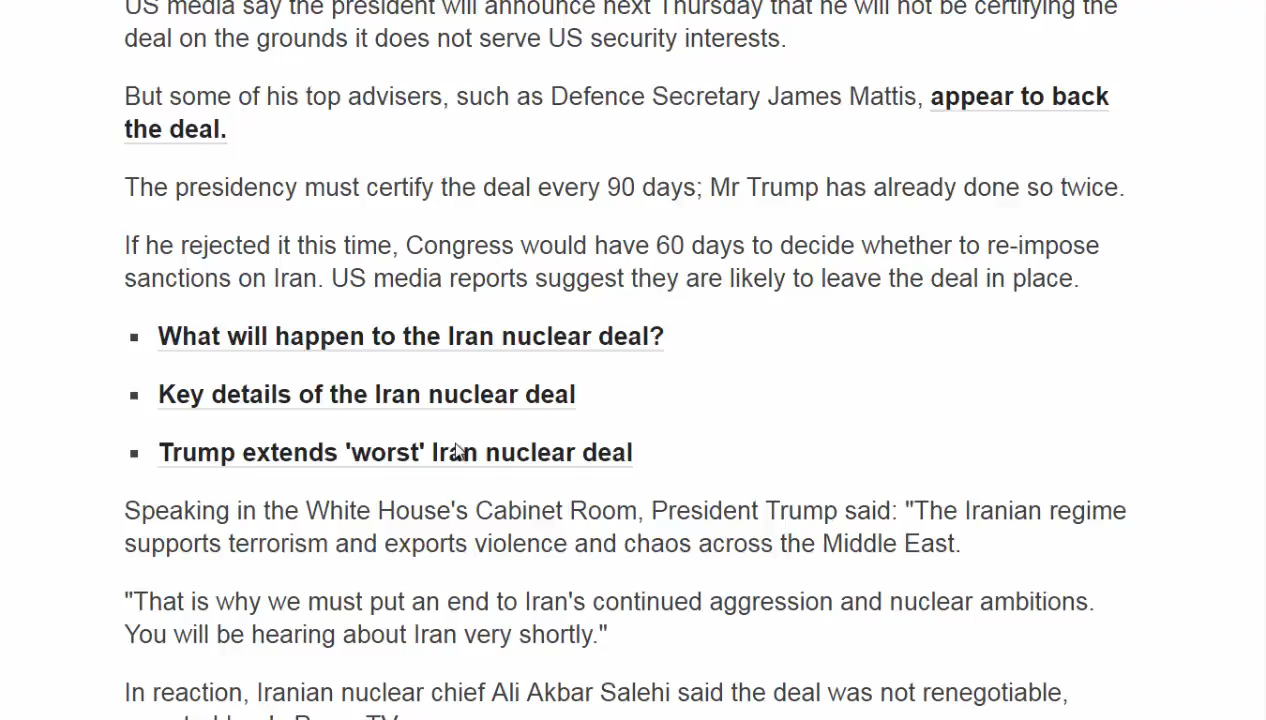 US media say the president will announce next Thursday that he will not be certifying the
deal on the grounds it does not serve US security interests.
But some of his top advisers, such as Defence Secretary James Mattis, appear to back
the deal.
The presidency must certify the deal every 90 days; Mr Trump has already done so twice.
If he rejected it this time, Congress would have 60 days to decide whether to re-impose
sanctions on Iran. US media reports suggest they are likely to leave the deal in place.
▪ What will happen to the Iran nuclear deal?
▪ Key details of the Iran nuclear deal
▪ Trump extends 'worst' Iran nuclear deal
Speaking in the White House's Cabinet Room, President Trump said: "The Iranian regime
supports terrorism and exports violence and chaos across the Middle East.
"That is why we must put an end to Iran's continued aggression and nuclear ambitions.
You will be hearing about Iran very shortly."
In reaction, Iranian nuclear chief Ali Akbar Salehi said the deal was not renegotiable,